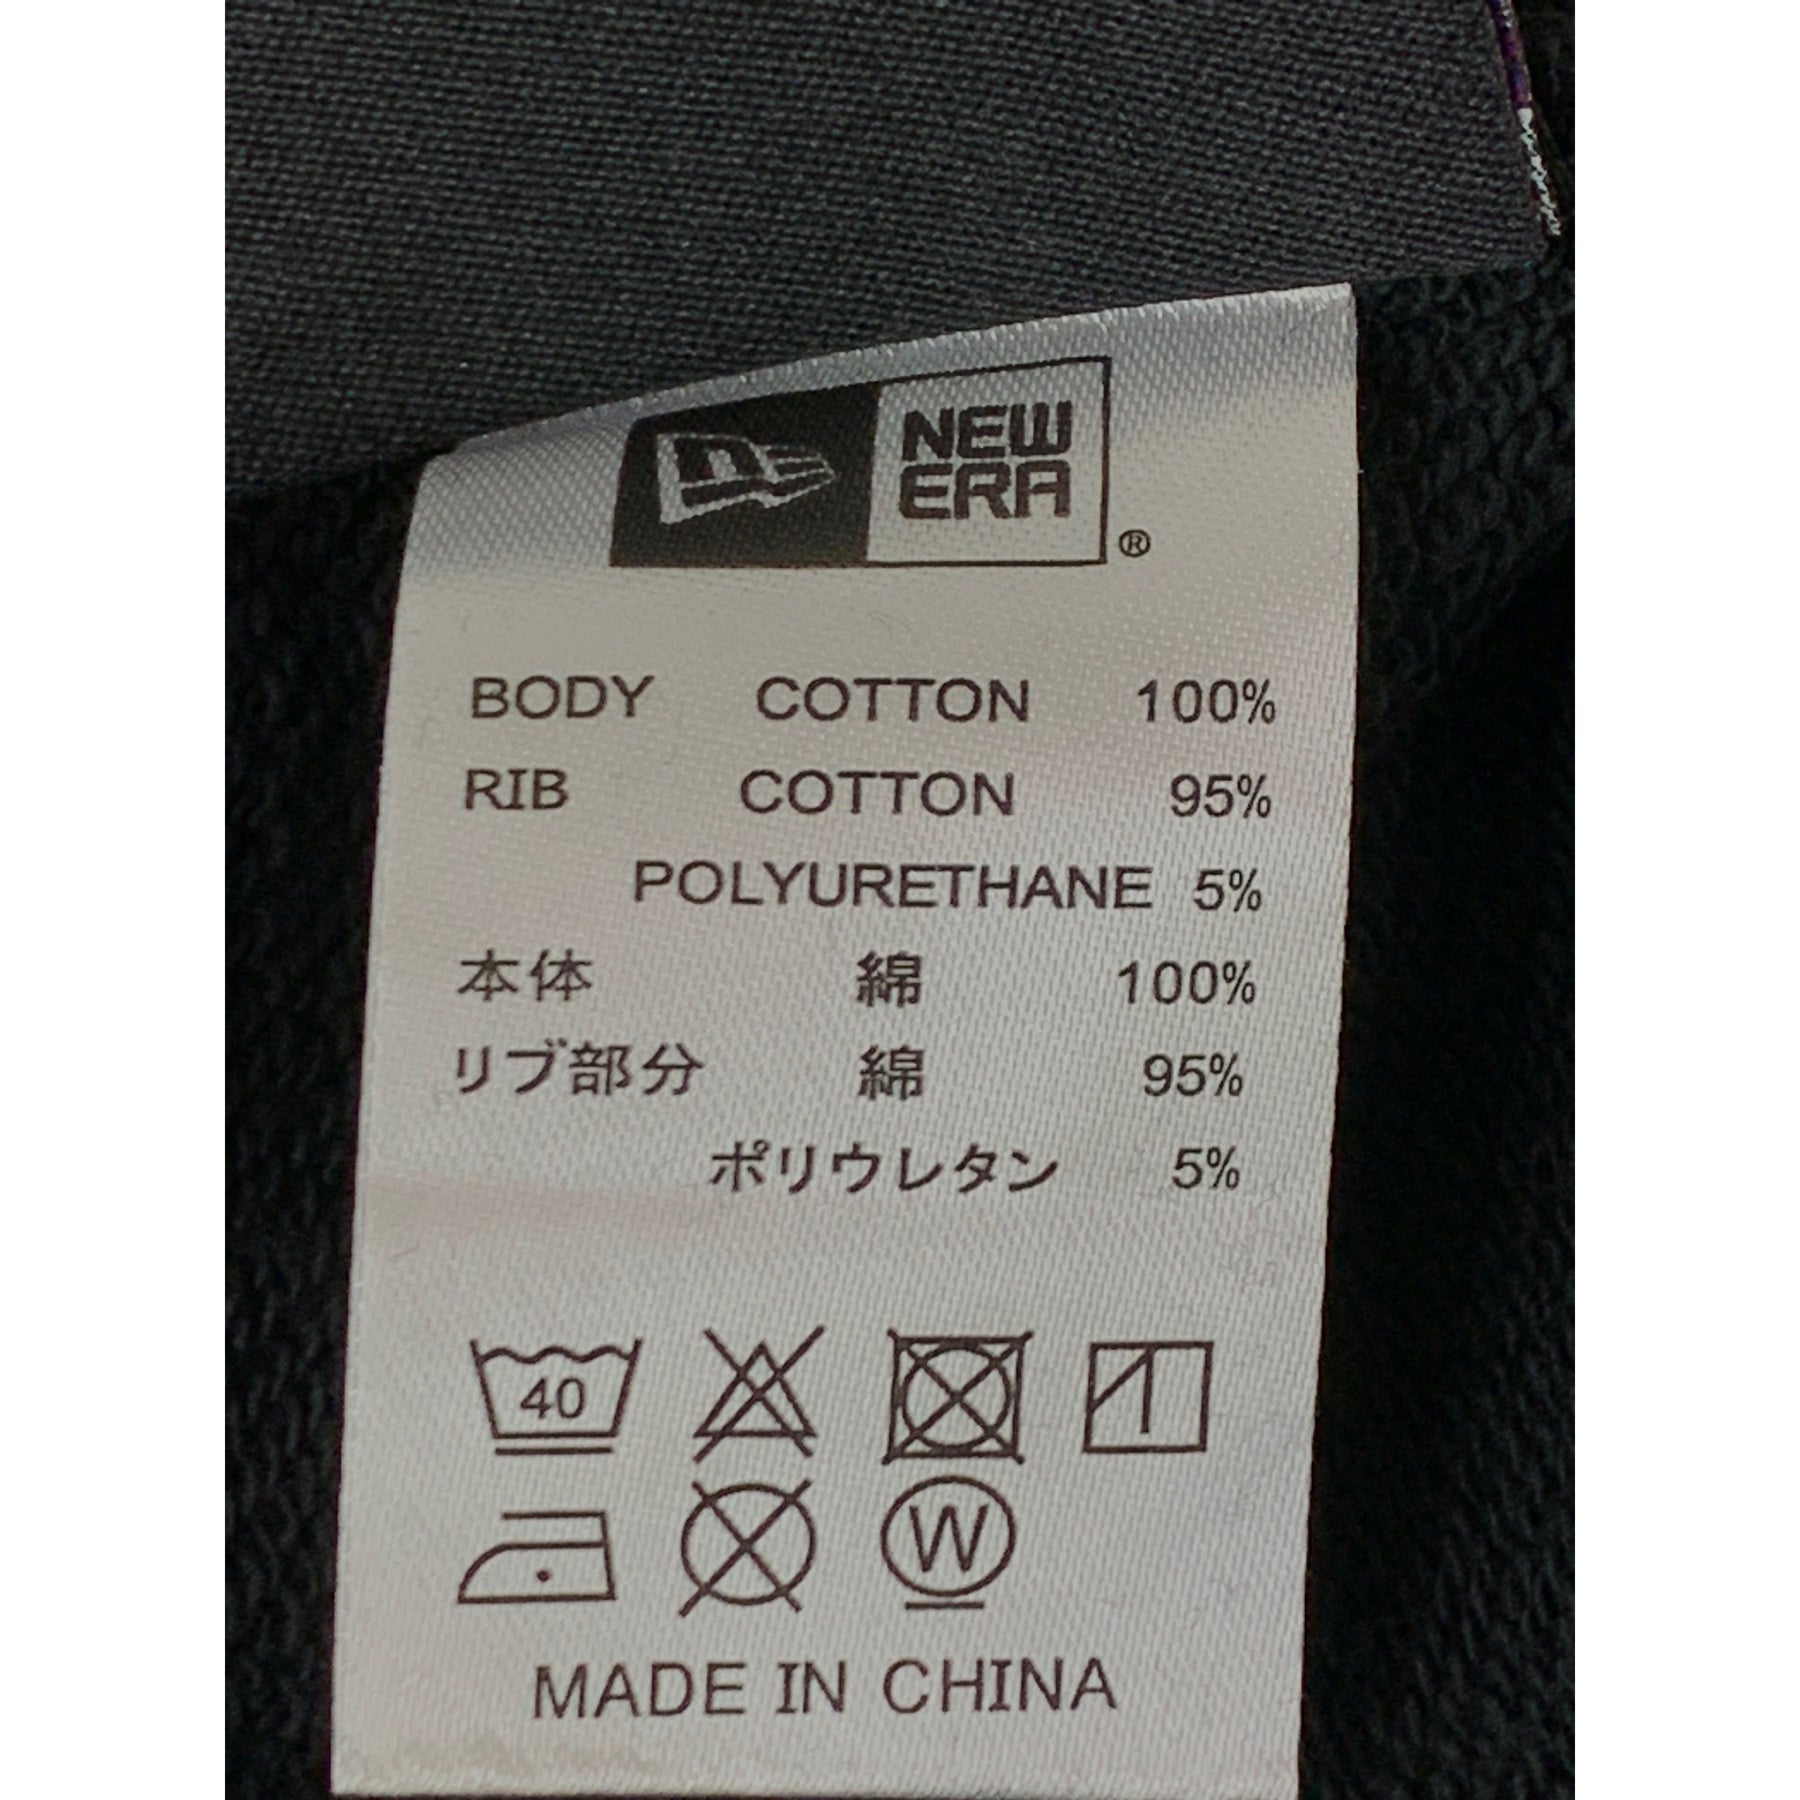 NEW
ERA
®
BODY COTTON 100%
RIB COTTON 95%
POLYURETHANE 5%
本体 綿 100%
リブ部分 綿 95%
ポリウレタン 5%
40
W
MADE IN CHINA